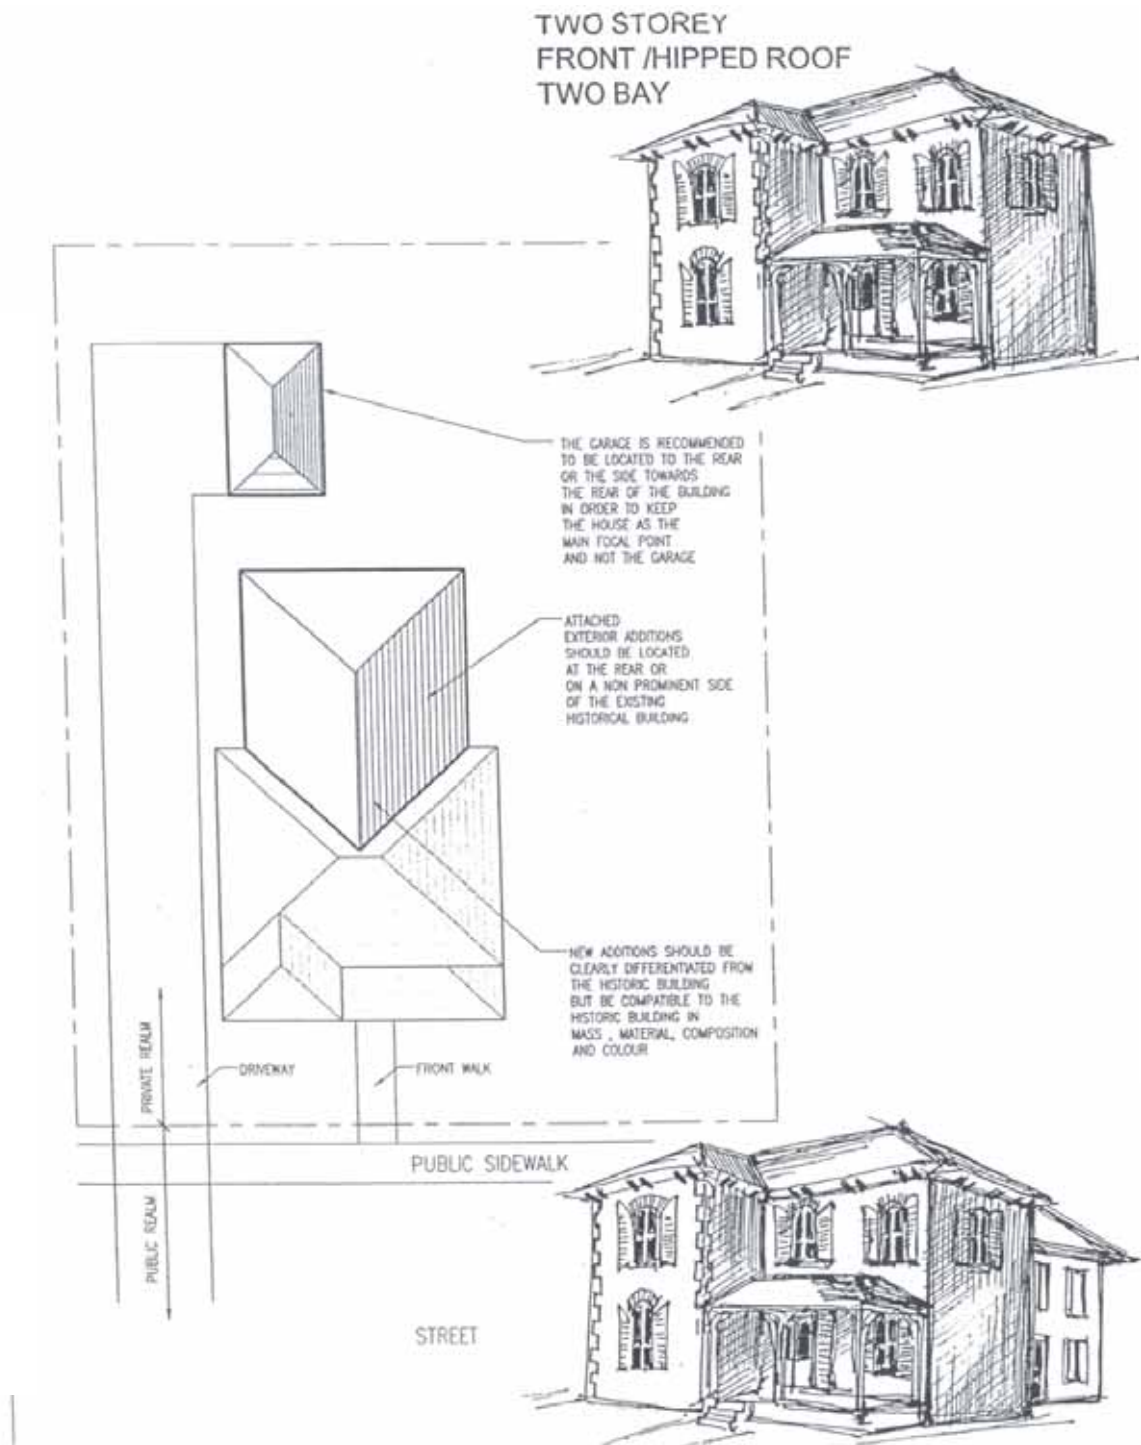 TWO STOREY
FRONT /HIPPED ROOF
TWO BAY
THE GARAGE IS RECOMMENDED
TO BE LOCATED TO THE REAR
OR THE SIDE TOWARDS
THE REAR OF THE BUILDING
IN ORDER TO KEEP
THE HOUSE AS THE
MAIN FOCAL POINT
AND NOT THE GARAGE
ATTACHED
EXTERIOR ADDITIONS
SHOULD BE LOCATED
AT THE REAR OR
ON A NON PROMINENT SIDE
OF THE EXISTING
HISTORICAL BUILDING
NEW ADDITIONS SHOULD BE
CLEARLY DIFFERENTIATED FROM
THE HISTORIC BUILDING
BUT BE COMPATIBLE TO THE
HISTORIC BUILDING IN
MASS , MATERIAL, COMPOSITION
AND COLOUR
PRIVATE REALM
DRIVEWAY
FRONT WALK
PUBLIC SIDEWALK
PUBLIC REALM
STREET